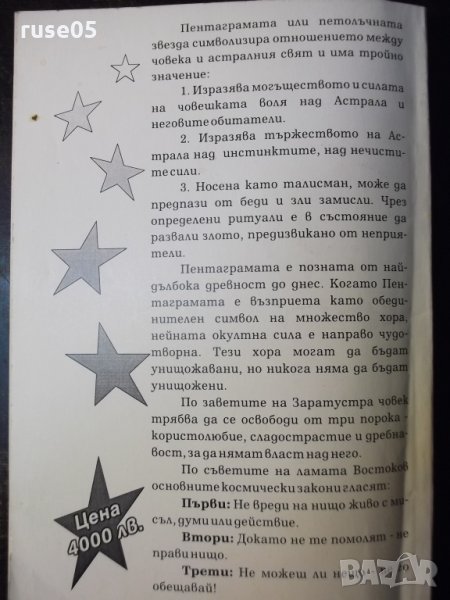 ruse05
Пентаграмата или петолъчната
звезда символизира отношението между
човека и астралния свят и има тройно
значение:
1. Изразява могъществото и силата
на човешката воля над Астрала и
неговите обитатели.
2. Изразява тържеството на Ас-
трала над инстинктите, над нечисти-
те сили.
3. Носена като талисман, може да
предпази от беди и зли замисли. Чрез
определени ритуали е в състояние да
развали злото, предизвикано от неприя-
тели.
Пентаграмата е позната от най-
дълбока древност до днес. Когато Пен-
таграмата е възприета като обеди-
нителен символ на множество хора,
нейната окултна сила е направо чудо-
творна. Тези хора могат да бъдат
унищожавани, но никога няма да бъдат
унищожени.
По заветите на Заратустра човек
трябва да се освободи от три порока -
користолюбие, сладострастие и дребна-
вост, за да нямат власт над него.
По съветите на ламата Востоков
основните космически закони гласят:
Първи: Не вреди на нищо живо с ми-
съл, думи или действие.
Втори: Докато не те помолят - не
прави нищо.
Трети: Не можеш ли не
обещавай!
Цена
4000 лв.
BAZAR